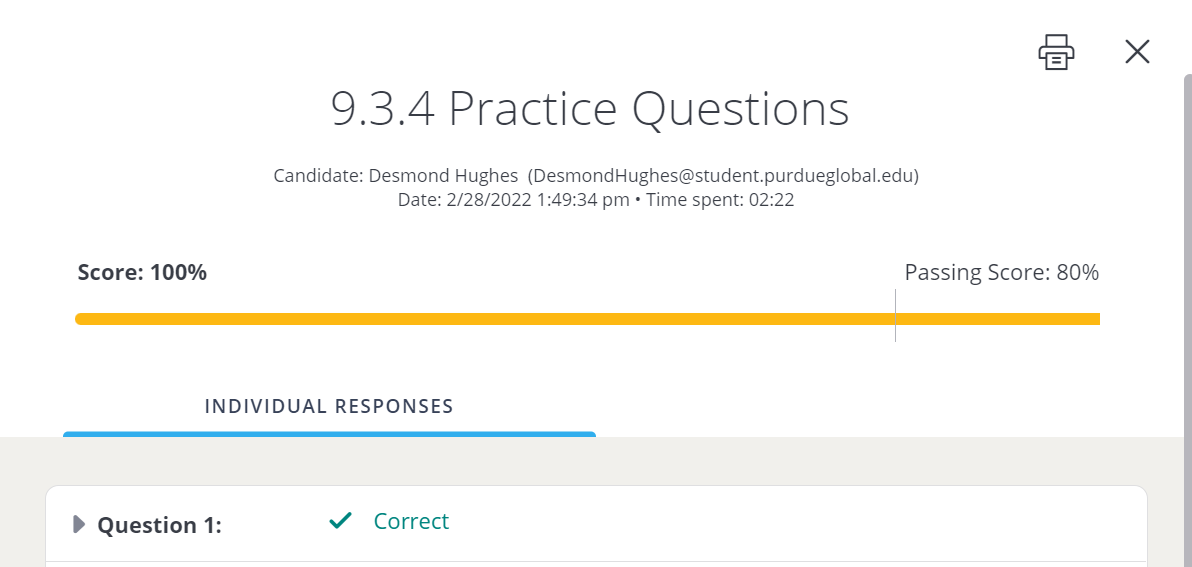 9.3.4 Practice Questions
Candidate: Desmond Hughes (DesmondHughes@student.purdueglobal.edu)
Date: 2/28/2022 1:49:34 pm • Time spent: 02:22
Score: 100%
Passing Score: 80%
INDIVIDUAL RESPONSES
Question 1: Correct